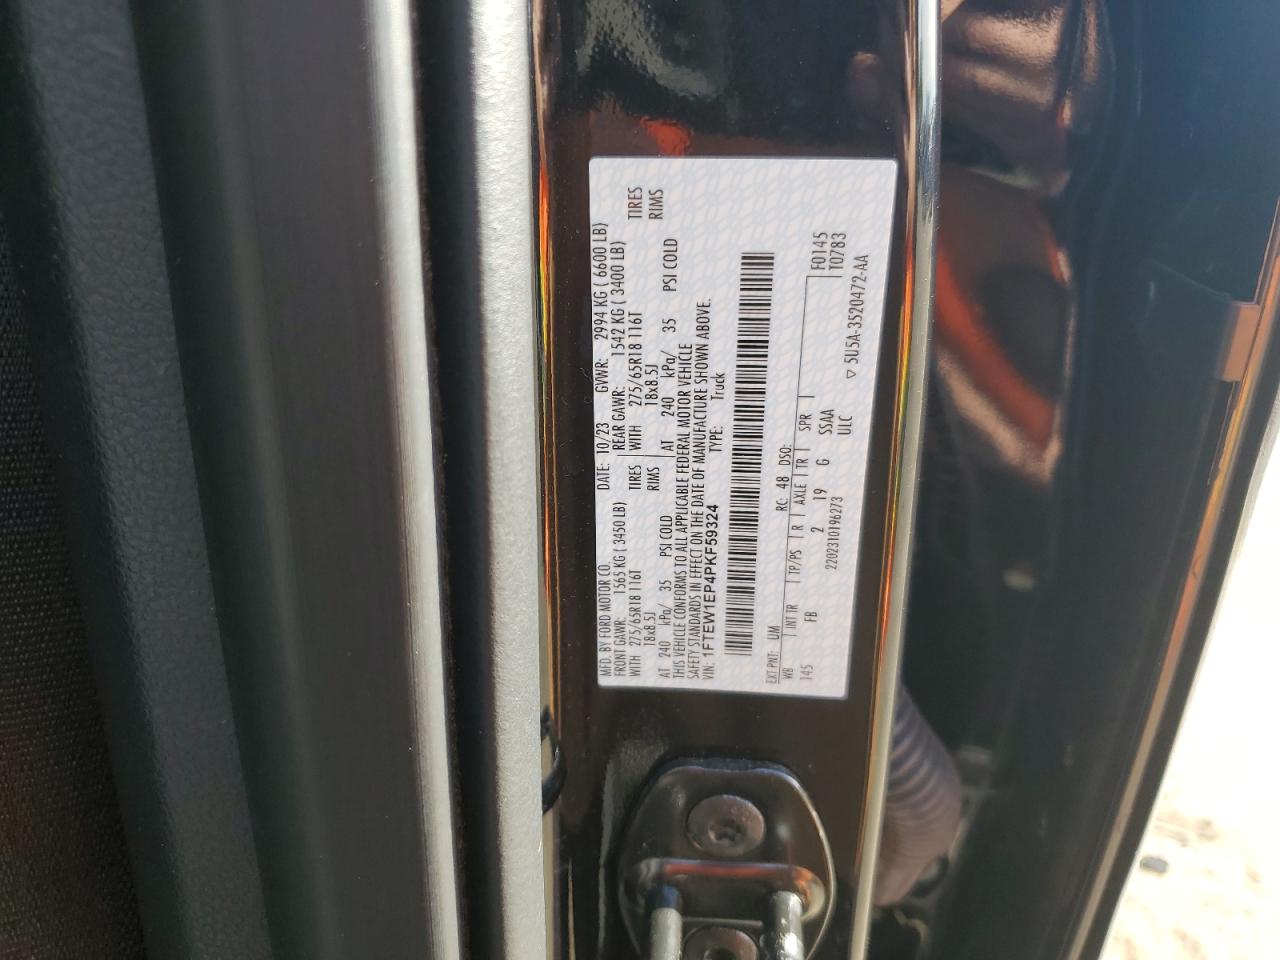 MFD. BY FORD MOTOR CO. DATE: 10/23 GVWR: 2994 KG ( 6600 LB)
FRONT GAWR: 1565 KG ( 3450 LB) REAR GAWR: 1542 KG ( 3400 LB)
WITH 275/65R18 116T TIRES WITH 275/65R18 116T TIRES
18x8.5J RIMS 18x8.5J RIMS
AT 240 kPa/ 35 PSI COLD AT 240 kPa/ 35 PSI COLD
THIS VEHICLE CONFORMS TO ALL APPLICABLE FEDERAL MOTOR VEHICLE
SAFETY STANDARDS IN EFFECT ON THE DATE OF MANUFACTURE SHOWN ABOVE.
VIN: 1FTEW1EP4PKF59324 TYPE: Truck
EXT PNT: UM RC: 48 DSO:
WB INT TR TP/PS R AXLE TR SPR F0145
145 FB 2 19 G SSAA T0783
2202310196273 ULC ▽ 5U5A-3520472-AA